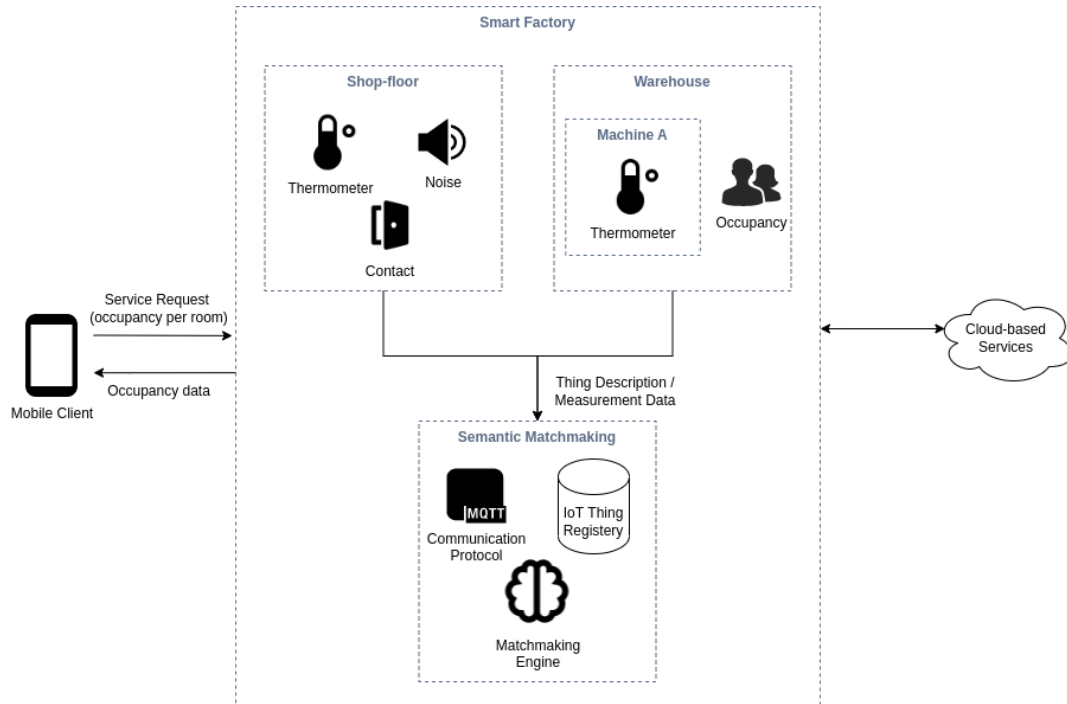 Smart Factory
Shop-floor
Thermometer
Noise
Contact
Warehouse
Machine A
Thermometer
Occupancy
Service Request
(occupancy per room)
Occupancy data
Mobile Client
Cloud-based
Services
Thing Description /
Measurement Data
Semantic Matchmaking
MQTT
Communication
Protocol
IoT Thing
Registery
Matchmaking
Engine